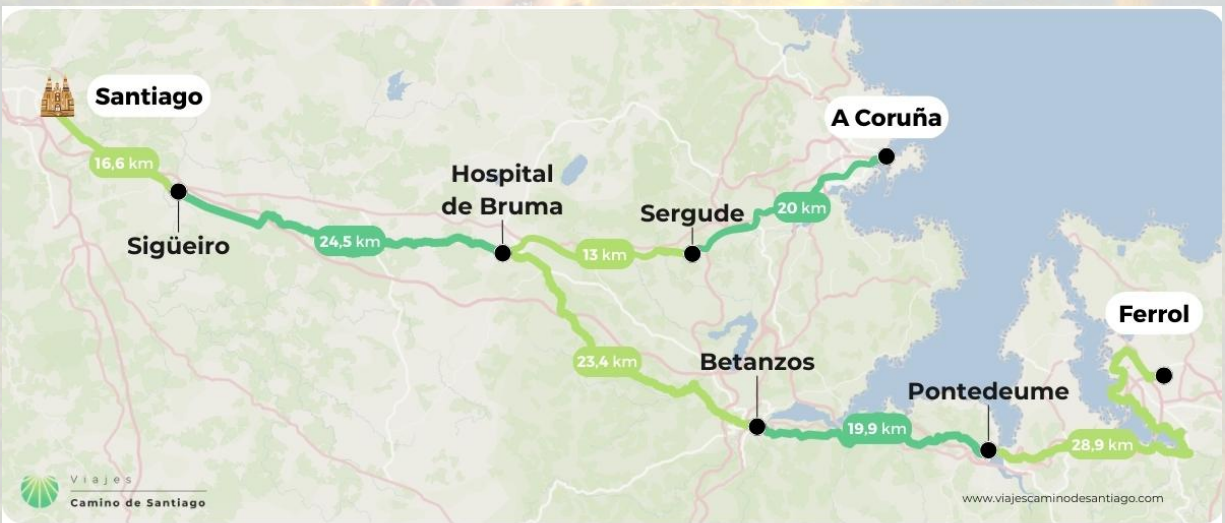 Santiago
16,6 km
Sigüeiro
24,5 km
Hospital
de Bruma
13 km
Sergude
20 km
A Coruña
23,4 km
Betanzos
19,9 km
Pontedeume
28,9 km
Ferrol
Viajes
Camino de Santiago
www.viajescaminodesantiago.com